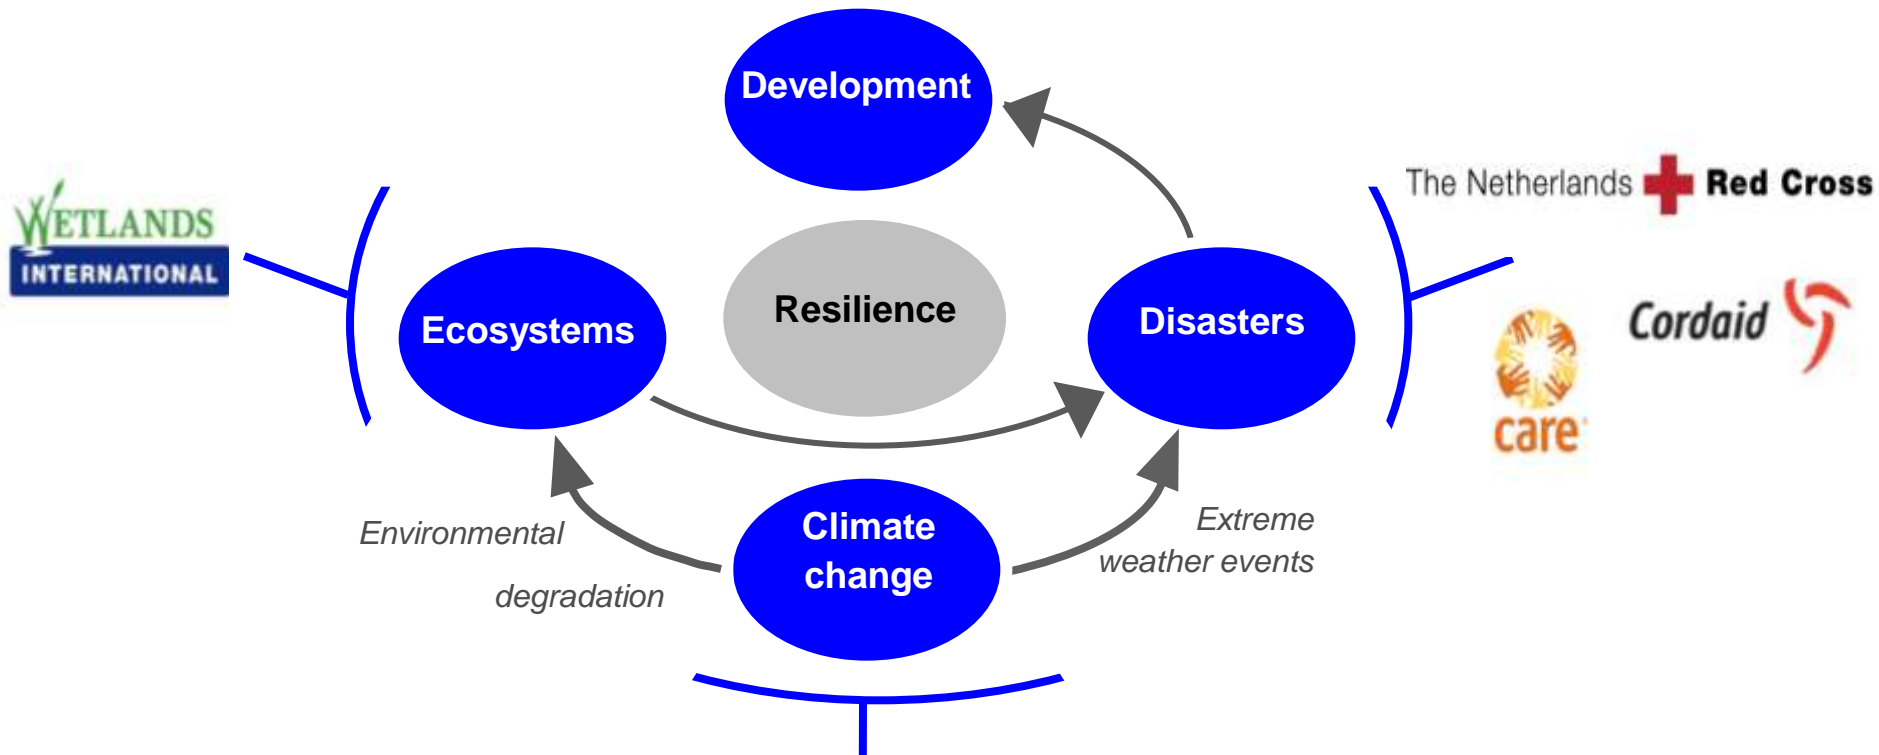 Development
WETLANDS
INTERNATIONAL
The Netherlands Red Cross
Ecosystems
Resilience
Disasters
Cordaid
care
Environmental
degradation
Climate
change
Extreme
weather events